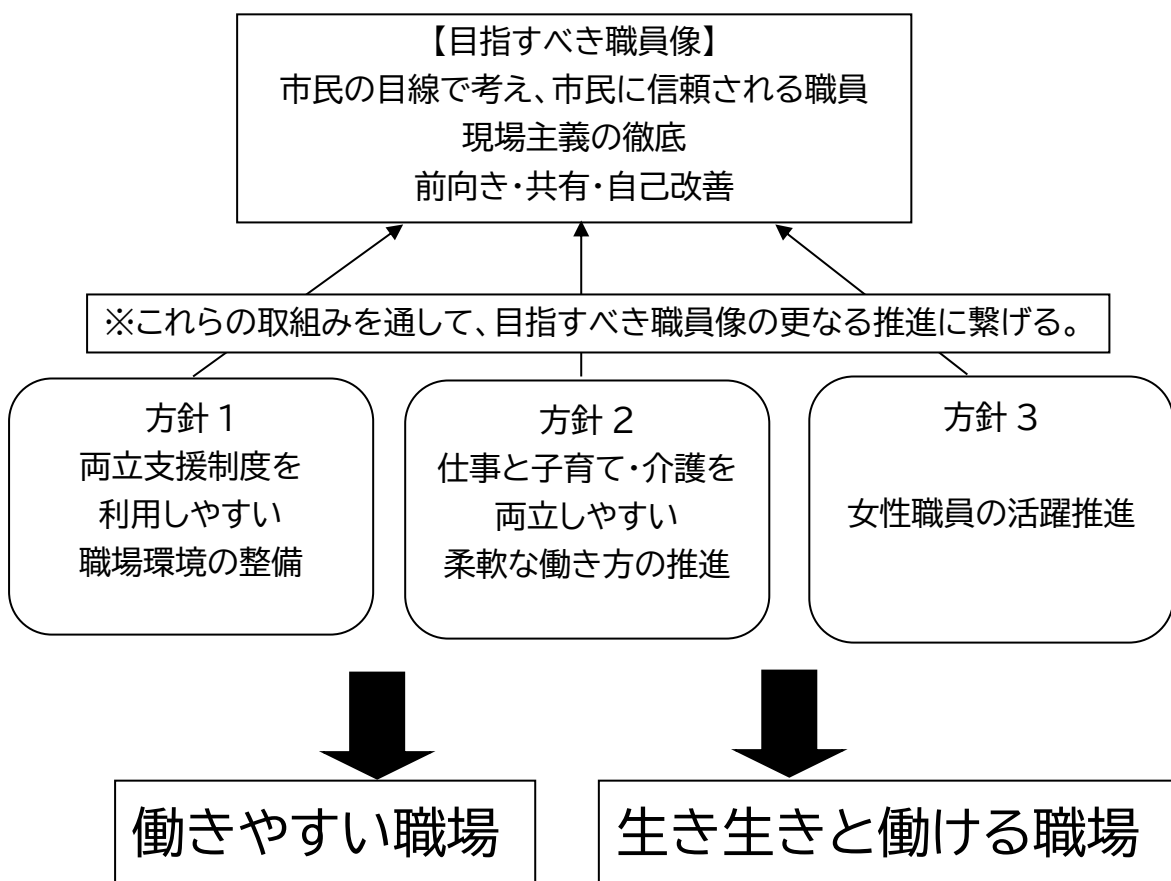 【目指すべき職員像】
市民の目線で考え、市民に信頼される職員
現場主義の徹底
前向き・共有・自己改善
※これらの取組みを通して、目指すべき職員像の更なる推進に繋げる。
方針1
両立支援制度を
利用しやすい
職場環境の整備
方針2
仕事と子育て・介護を
両立しやすい
柔軟な働き方の推進
方針3
女性職員の活躍推進
働きやすい職場
生き生きと働ける職場